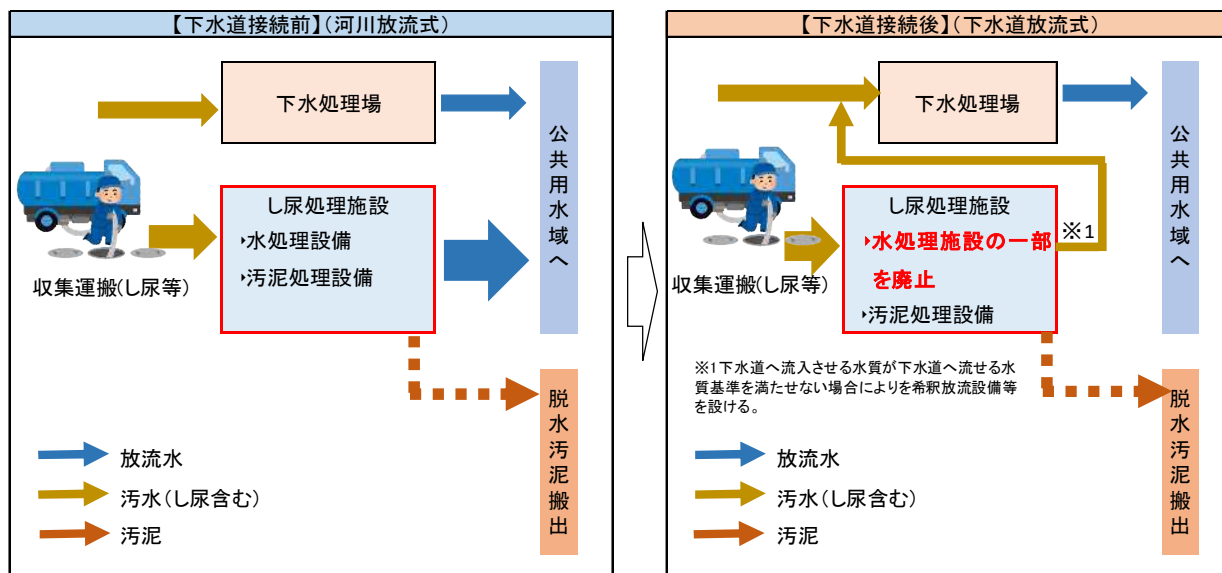 【下水道接続前】(河川放流式)
下水処理場
し尿処理施設
›水処理設備
›汚泥処理設備
収集運搬(し尿等)
公共用水域へ
脱水汚泥搬出
放流水
汚水(し尿含む)
汚泥
【下水道接続後】(下水道放流式)
下水処理場
し尿処理施設
›水処理施設の一部
を廃止
›汚泥処理設備
※1
収集運搬(し尿等)
公共用水域へ
※1下水道へ流入させる水質が下水道へ流せる水
質基準を満たせない場合によりを希釈放流設備等
を設ける。
脱水汚泥搬出
放流水
汚水(し尿含む)
汚泥